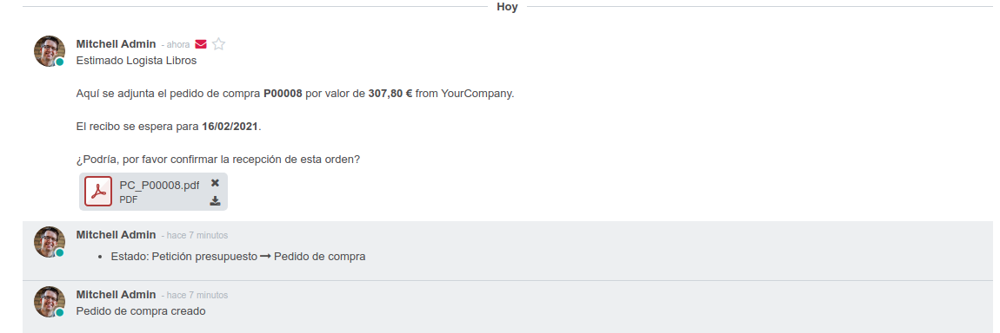 Hoy
Mitchell Admin - ahora
Estimado Logista Libros
Aquí se adjunta el pedido de compra P00008 por valor de 307,80 € from YourCompany.
El recibo se espera para 16/02/2021.
¿Podría, por favor confirmar la recepción de esta orden?
PC_P00008.pdf
PDF
Mitchell Admin - hace 7 minutos
• Estado: Petición presupuesto → Pedido de compra
Mitchell Admin - hace 7 minutos
Pedido de compra creado